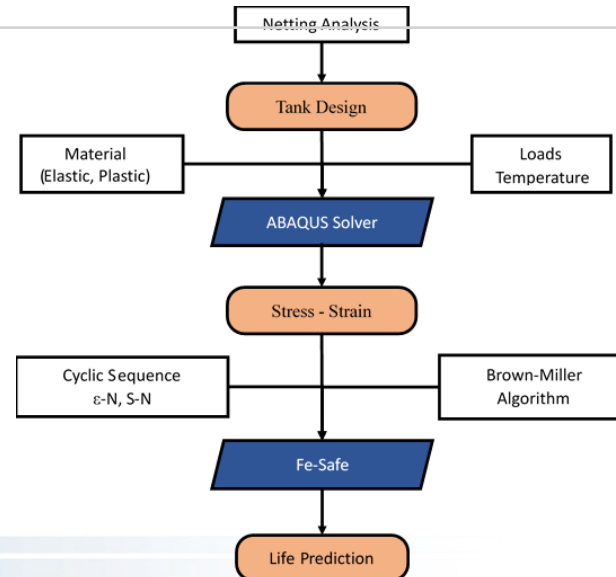 Netting Analysis
Tank Design
Material
(Elastic, Plastic)
Loads
Temperature
ABAQUS Solver
Stress - Strain
Cyclic Sequence
ε-N, S-N
Brown-Miller
Algorithm
Fe-Safe
Life Prediction